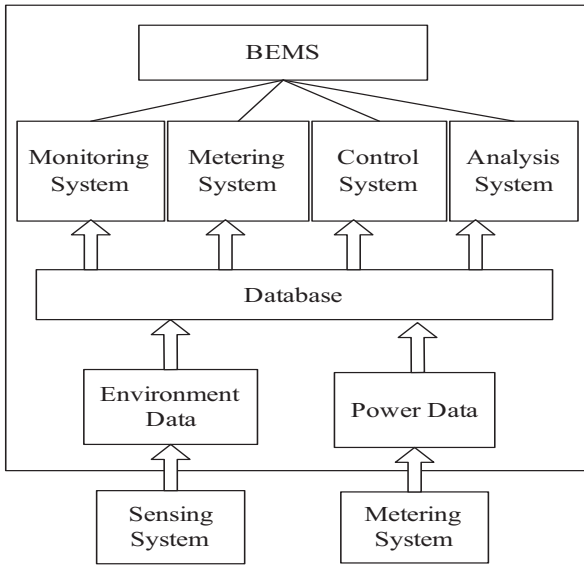 BEMS
Monitoring
System
Metering
System
Control
System
Analysis
System
Database
Environment
Data
Power Data
Sensing
System
Metering
System